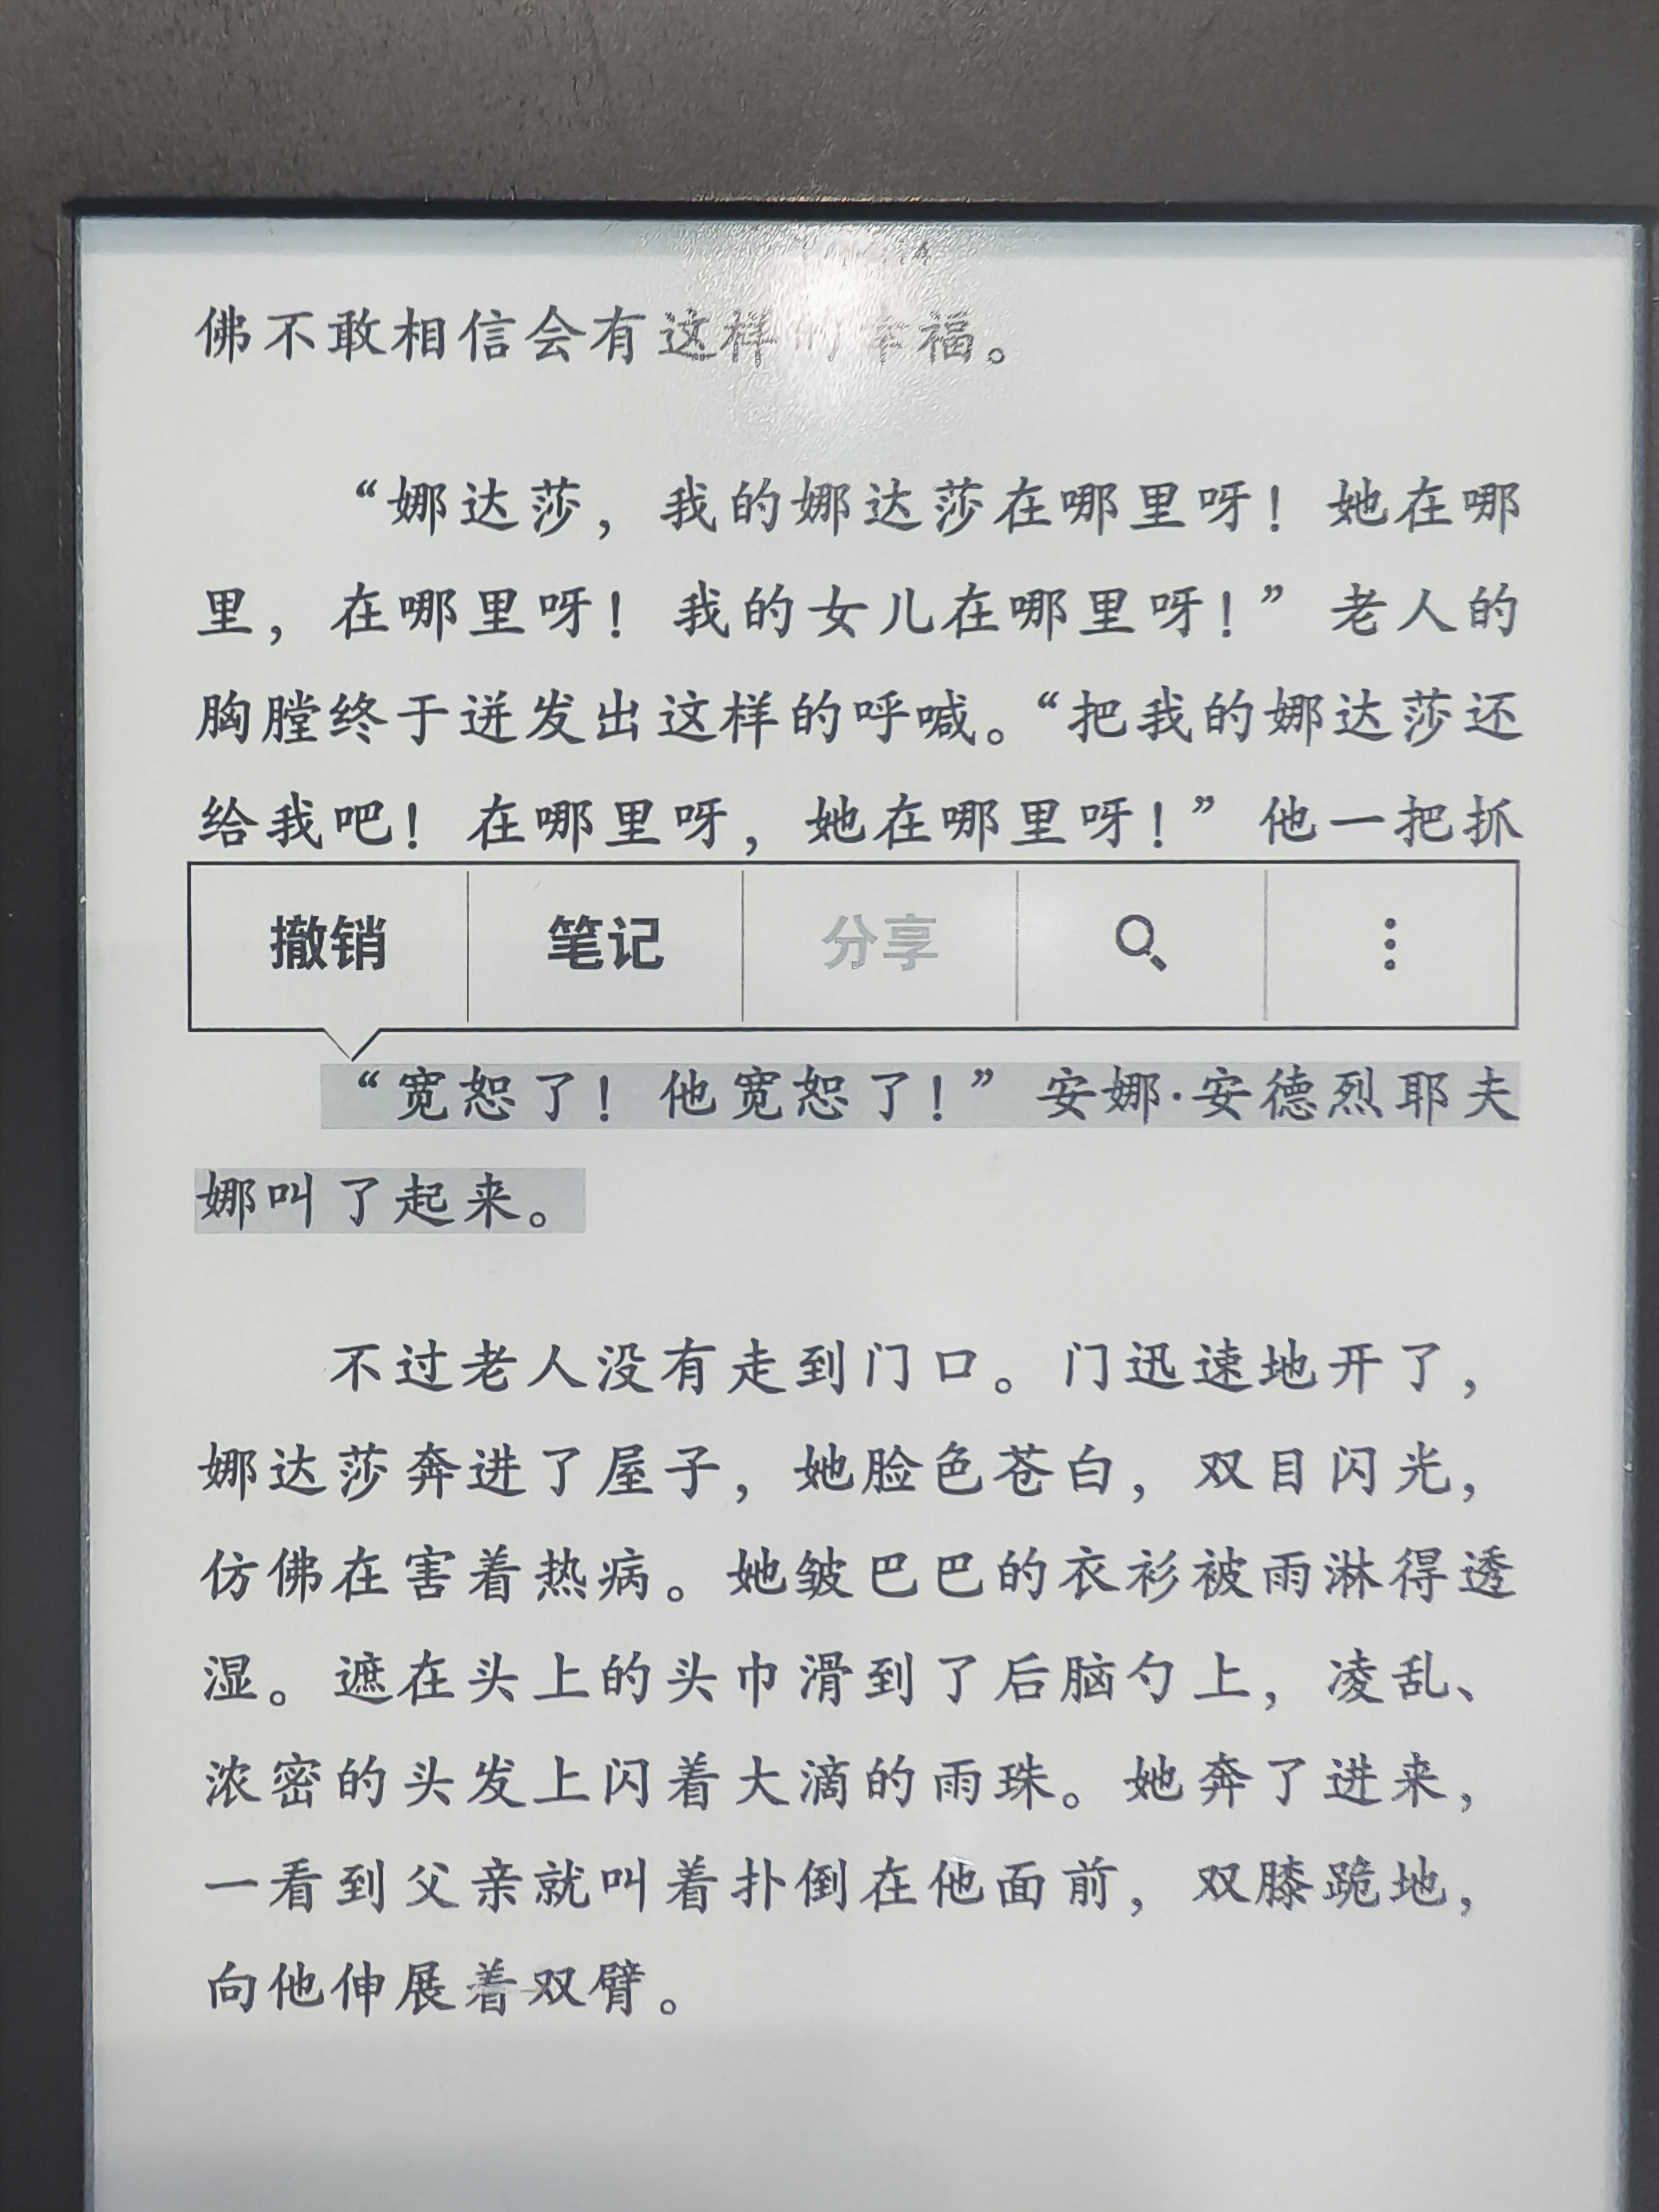 佛不敢相信会有这样的幸福。
“娜达莎，我的娜达莎在哪里呀！她在哪
里，在哪里呀！我的女儿在哪里呀！”老人的
胸膛终于迸发出这样的呼喊。“把我的娜达莎还
给我吧！在哪里呀，她在哪里呀！”他一把抓
撤销 笔记 分享
“宽恕了！他宽恕了！”安娜·安德烈耶夫
娜叫了起来。
不过老人没有走到门口。门迅速地开了，
娜达莎奔进了屋子，她脸色苍白，双目闪光，
仿佛在害着热病。她皱巴巴的衣衫被雨淋得透
湿。遮在头上的头巾滑到了后脑勺上，凌乱、
浓密的头发上闪着大滴的雨珠。她奔了进来，
一看到父亲就叫着扑倒在他面前，双膝跪地，
向他伸展着双臂。